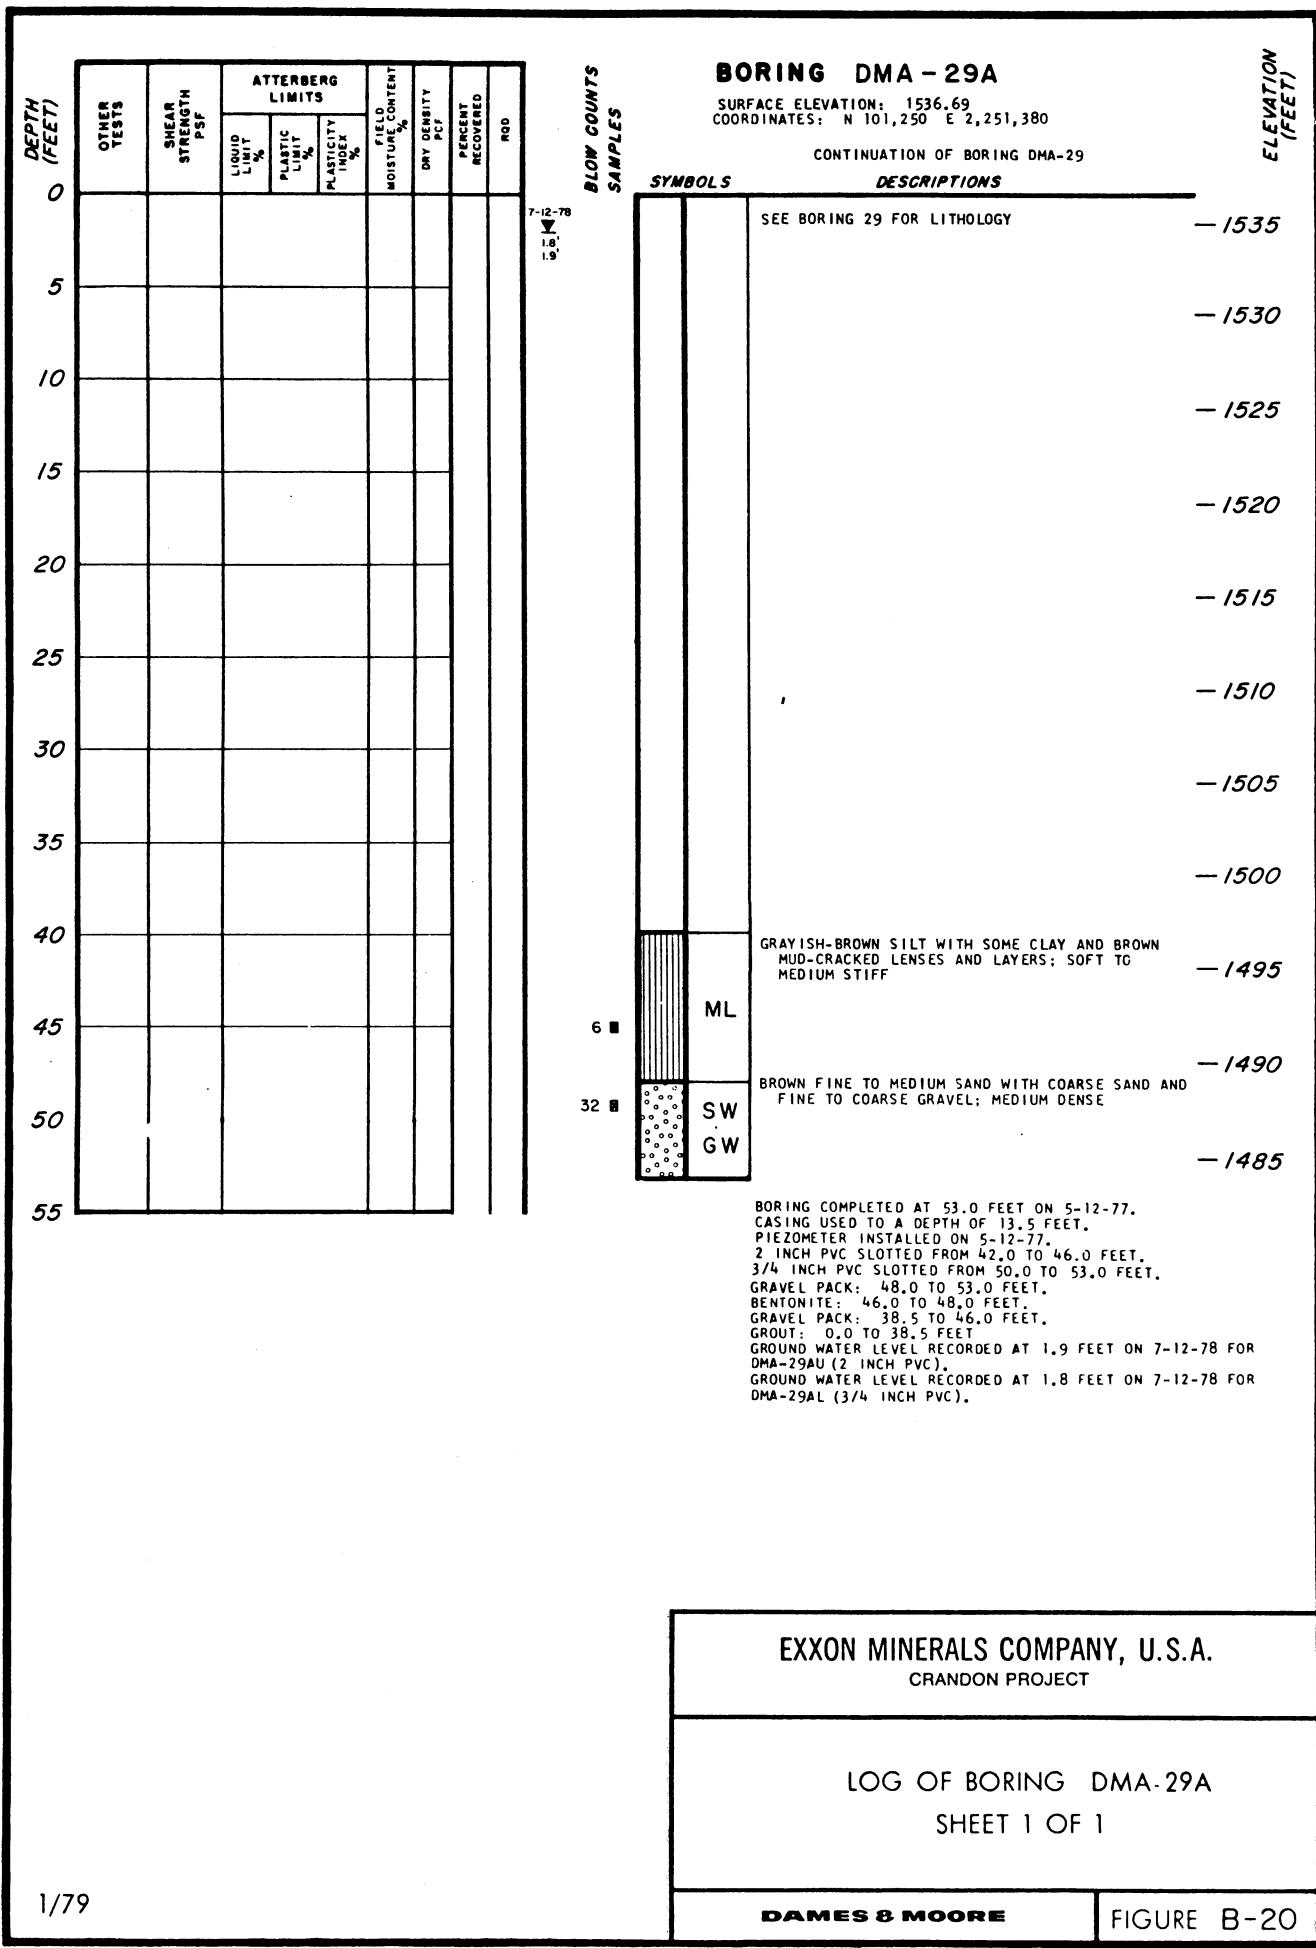 BORING DMA-29A
SURFACE ELEVATION: 1536.69
COORDINATES: N 101,250 E 2,251,380
CONTINUATION OF BORING DMA-29
DEPTH (FEET)
OTHER TESTS
SHEAR STRENGTH PSF
ATTERBERG LIMITS
LIQUID LIMIT %
PLASTIC LIMIT %
PLASTICITY INDEX %
FIELD MOISTURE CONTENT %
DRY DENSITY PCF
PERCENT RECOVERED
RQD
BLOW COUNTS
SAMPLES
SYMBOLS
DESCRIPTIONS
ELEVATION (FEET)
0
5
10
15
20
25
30
35
40
45
50
55
7-12-78
1.8'
1.9'
6
32
ML
SW
GW
SEE BORING 29 FOR LITHOLOGY
GRAYISH-BROWN SILT WITH SOME CLAY AND BROWN
MUD-CRACKED LENSES AND LAYERS; SOFT TO
MEDIUM STIFF
BROWN FINE TO MEDIUM SAND WITH COARSE SAND AND
FINE TO COARSE GRAVEL; MEDIUM DENSE
—1535
—1530
—1525
—1520
—1515
—1510
—1505
—1500
—1495
—1490
—1485
BORING COMPLETED AT 53.0 FEET ON 5-12-77.
CASING USED TO A DEPTH OF 13.5 FEET.
PIEZOMETER INSTALLED ON 5-12-77.
2 INCH PVC SLOTTED FROM 42.0 TO 46.0 FEET.
3/4 INCH PVC SLOTTED FROM 50.0 TO 53.0 FEET.
GRAVEL PACK: 48.0 TO 53.0 FEET.
BENTONITE: 46.0 TO 48.0 FEET.
GRAVEL PACK: 38.5 TO 46.0 FEET.
GROUT: 0.0 TO 38.5 FEET
GROUND WATER LEVEL RECORDED AT 1.9 FEET ON 7-12-78 FOR
DMA-29AU (2 INCH PVC).
GROUND WATER LEVEL RECORDED AT 1.8 FEET ON 7-12-78 FOR
DMA-29AL (3/4 INCH PVC).
EXXON MINERALS COMPANY, U.S.A.
CRANDON PROJECT
LOG OF BORING DMA-29A
SHEET 1 OF 1
1/79
DAMES & MOORE
FIGURE B-20